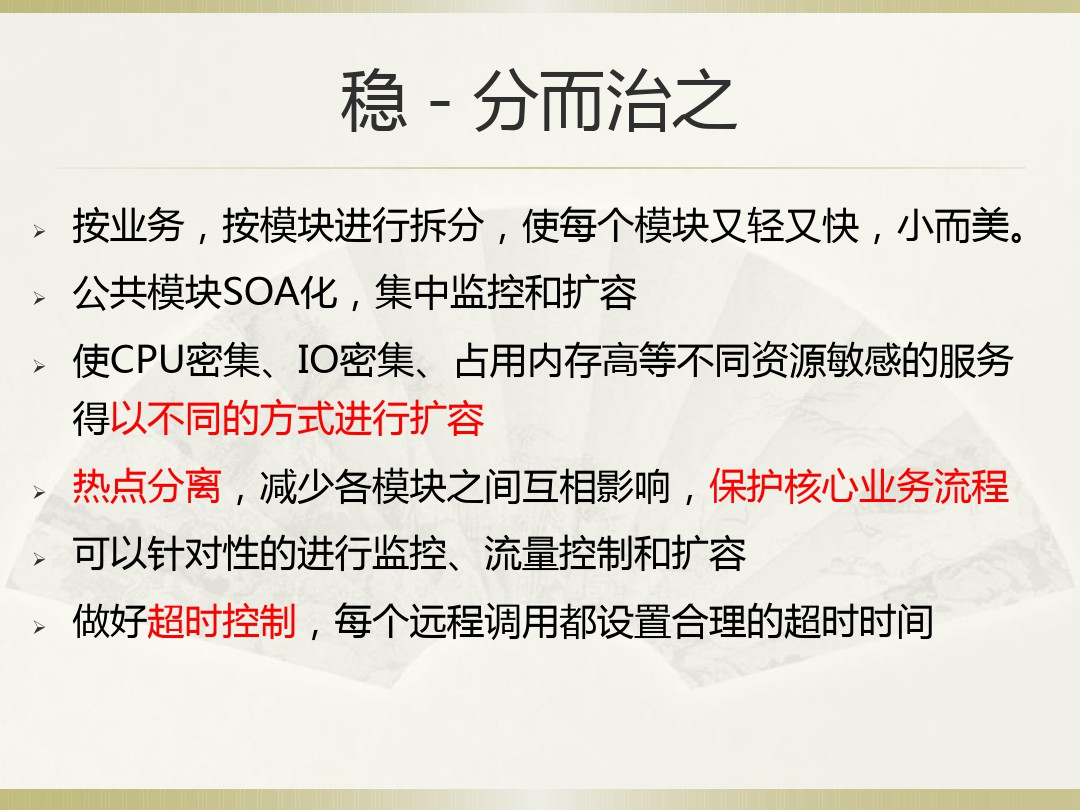 稳 - 分而治之
按业务，按模块进行拆分，使每个模块又轻又快，小而美。
公共模块SOA化，集中监控和扩容
使CPU密集、IO密集、占用内存高等不同资源敏感的服务
得以不同的方式进行扩容
热点分离，减少各模块之间互相影响，保护核心业务流程
可以针对性的进行监控、流量控制和扩容
做好超时控制，每个远程调用都设置合理的超时时间